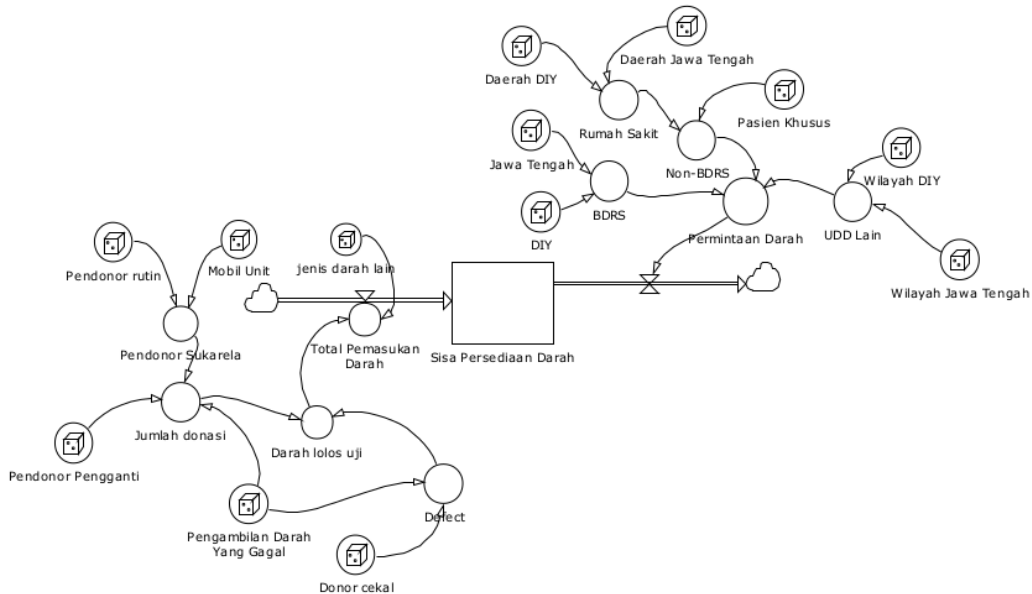 Daerah Jawa Tengah
Daerah DIY
Rumah Sakit
Pasien Khusus
Jawa Tengah
Non-BDRS
Wilayah DIY
BDRS
DIY
Permintaan Darah
UDD Lain
Wilayah Jawa Tengah
Pendonor rutin
Mobil Unit
jenis darah lain
Pendonor Sukarela
Total Pemasukan
Darah
Sisa Persediaan Darah
Jumlah donasi
Darah lolos uji
Pendonor Pengganti
Defect
Pengambilan Darah
Yang Gagal
Donor cekal